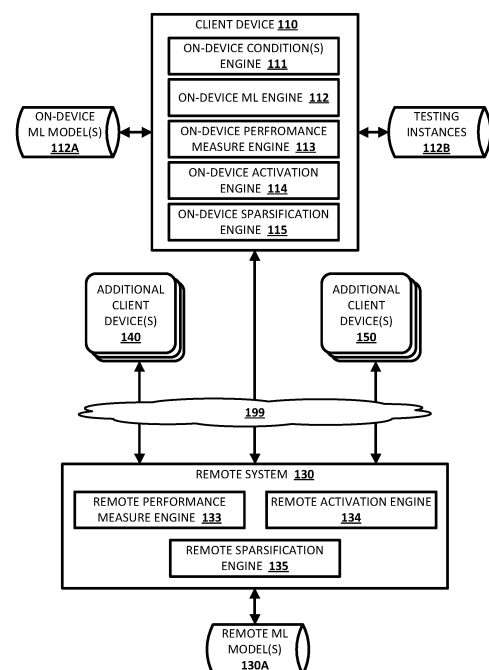 CLIENT DEVICE 110
ON-DEVICE CONDITION(S)
ENGINE 111
ON-DEVICE ML ENGINE 112
ON-DEVICE PERFROMANCE
MEASURE ENGINE 113
ON-DEVICE ACTIVATION
ENGINE 114
ON-DEVICE SPARSIFICATION
ENGINE 115
ON-DEVICE
ML MODEL(S)
112A
TESTING
INSTANCES
112B
ADDITIONAL
CLIENT
DEVICE(S)
140
ADDITIONAL
CLIENT
DEVICE(S)
150
199
REMOTE SYSTEM 130
REMOTE PERFORMANCE
MEASURE ENGINE 133
REMOTE ACTIVATION ENGINE
134
REMOTE SPARSIFICATION
ENGINE 135
REMOTE ML
MODEL(S)
130A